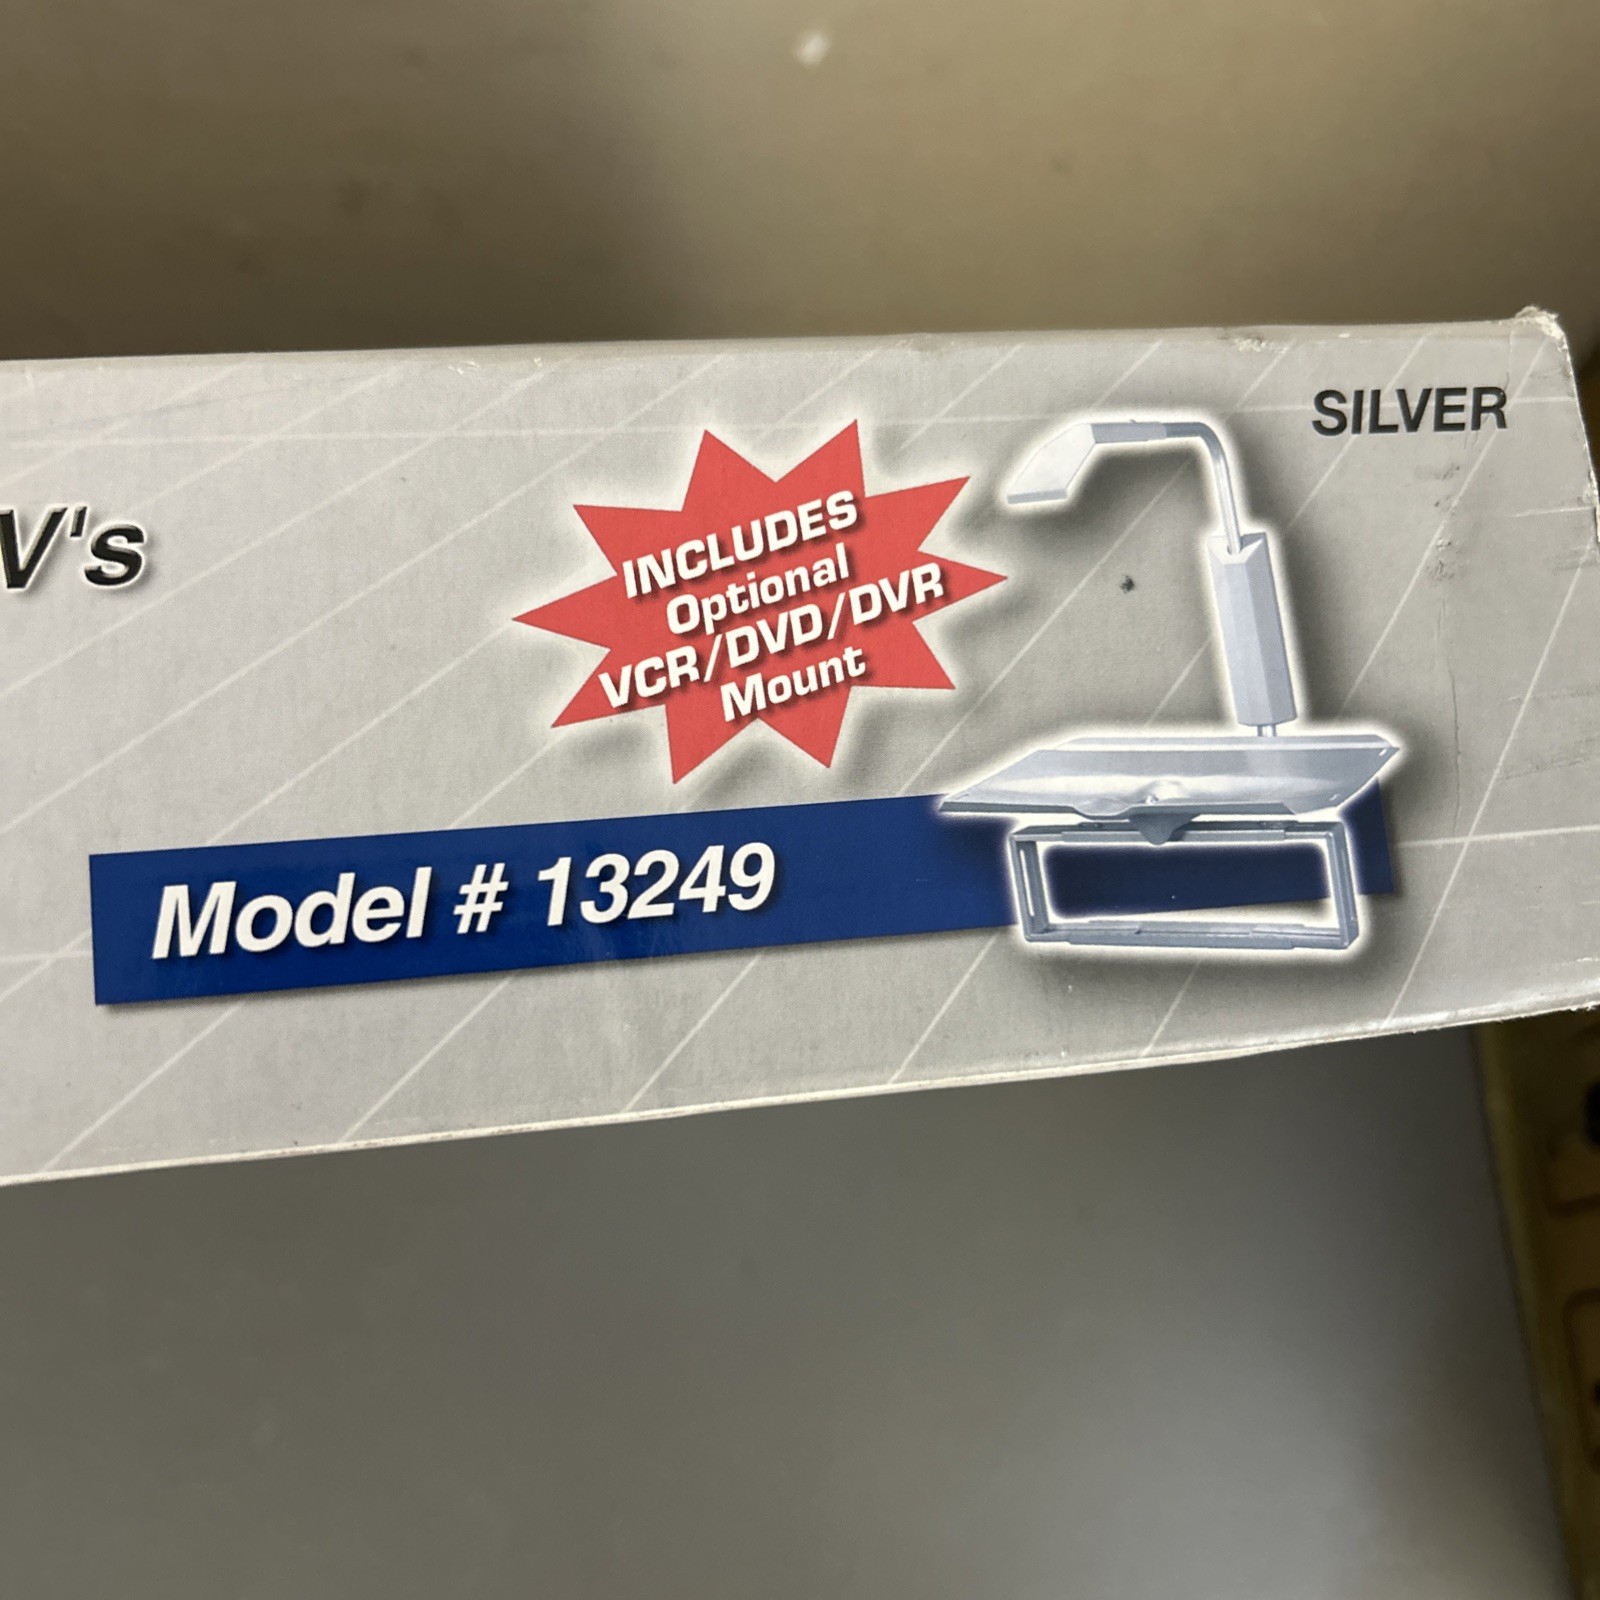 SILVER
V's
INCLUDES
Optional
VCR/DVD/DVR
Mount
Model # 13249